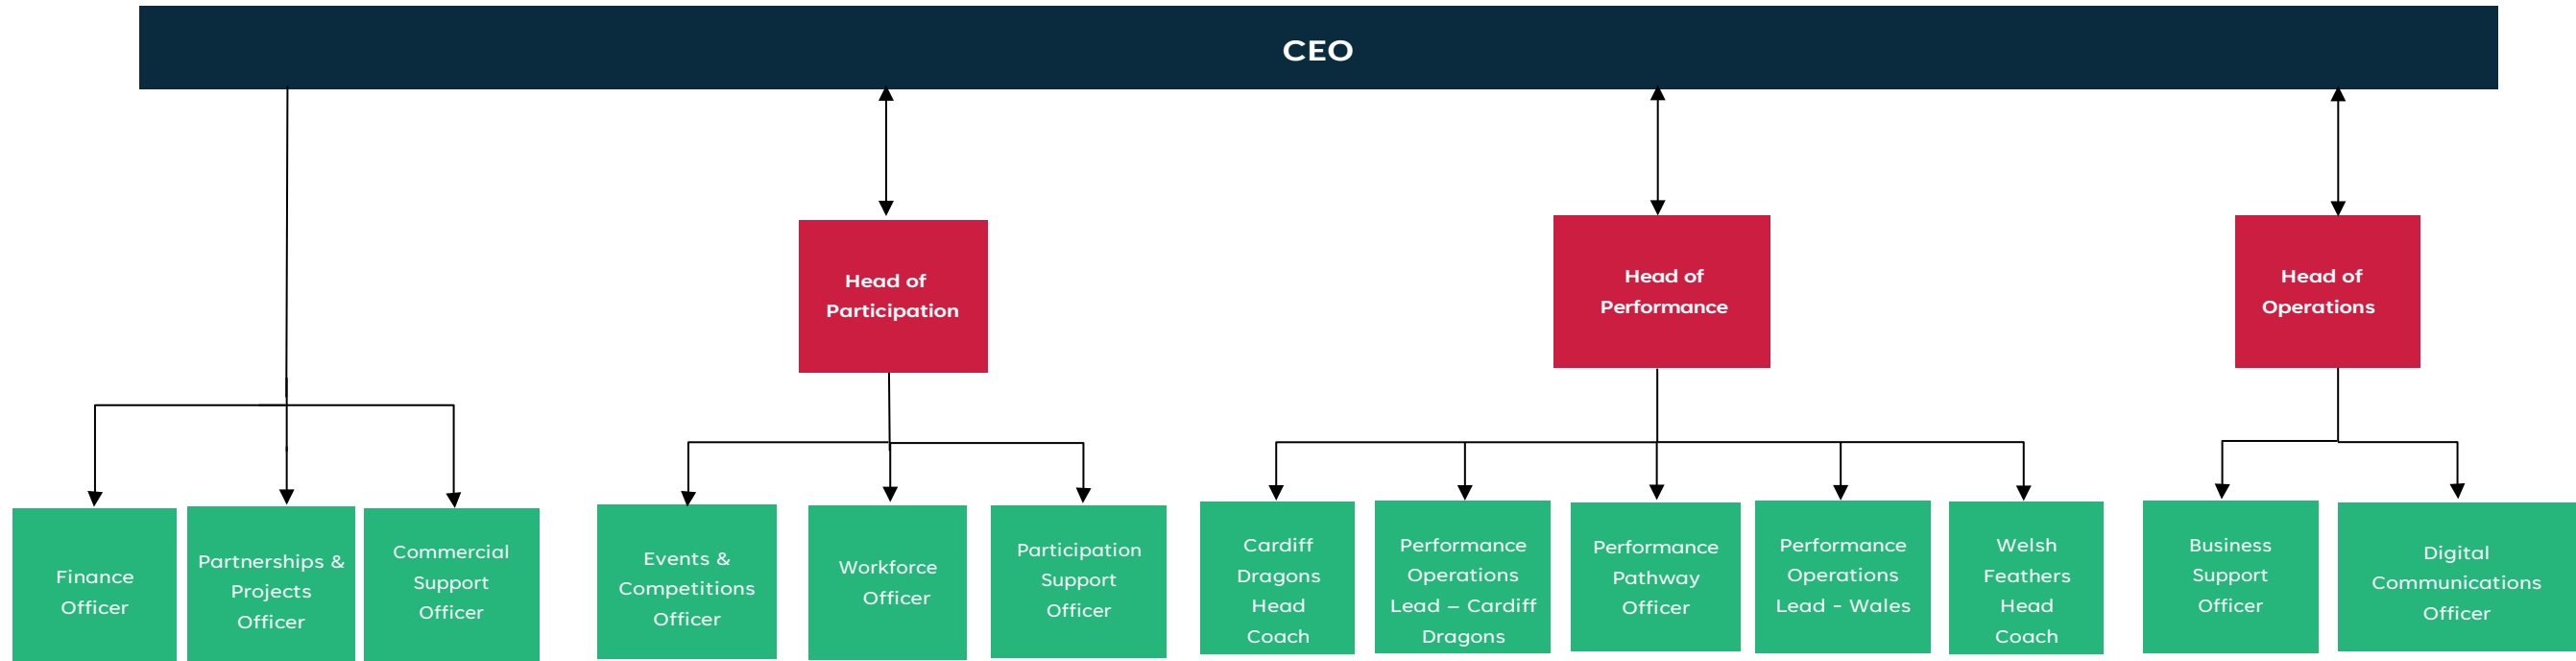 CEO
Head of
Participation
Head of
Performance
Head of
Operations
Finance
Officer
Partnerships &
Projects
Officer
Commercial
Support
Officer
Events &
Competitions
Officer
Workforce
Officer
Participation
Support
Officer
Cardiff
Dragons
Head
Coach
Performance
Operations
Lead – Cardiff
Dragons
Performance
Pathway
Officer
Performance
Operations
Lead - Wales
Welsh
Feathers
Head
Coach
Business
Support
Officer
Digital
Communications
Officer